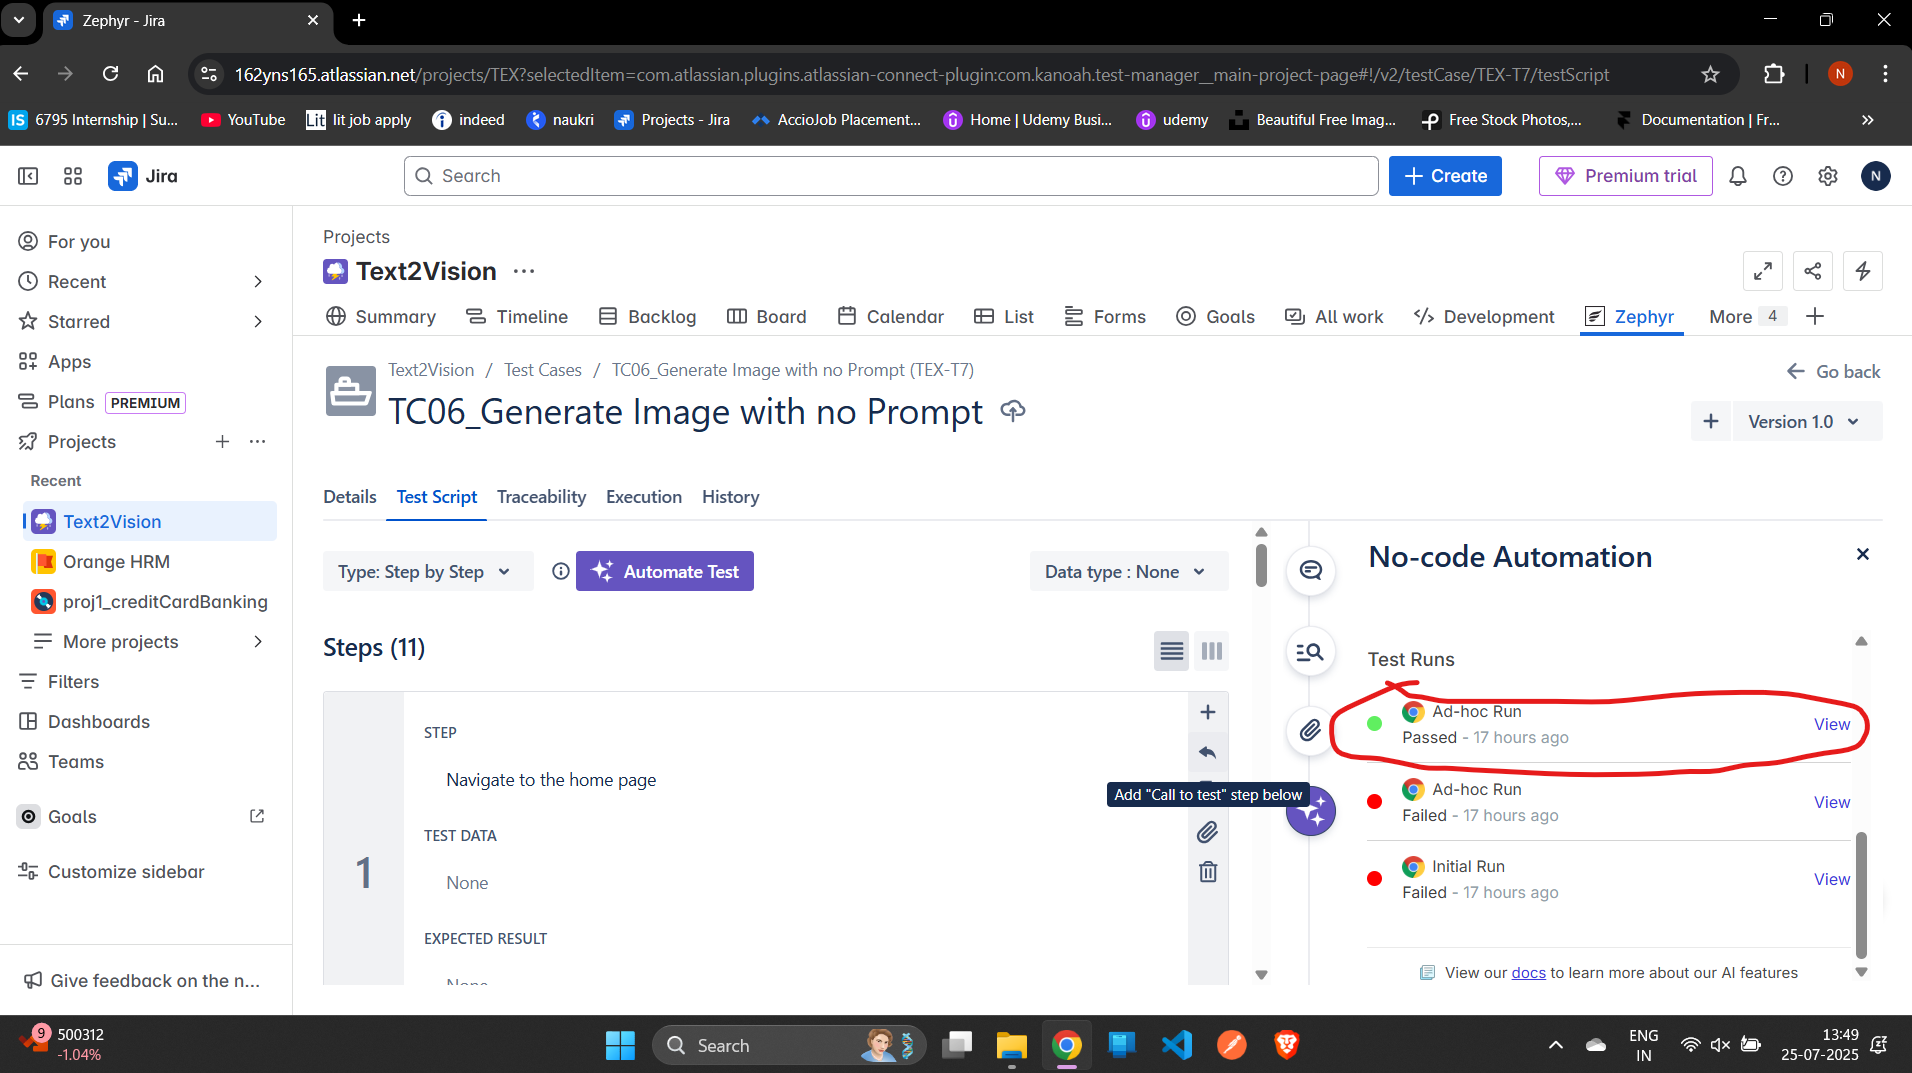 Zephyr - Jira
162yns165.atlassian.net/projects/TEX?selectedItem=com.atlassian.plugins.atlassian-connect-plugin:com.kanoah.test-manager__main-project-page#!/v2/testCase/TEX-T7/testScript
N
IS 6795 Internship | Su...
YouTube
Lit lit job apply
indeed
naukri
Projects - Jira
AccioJob Placement...
Home | Udemy Busi...
udemy
Beautiful Free Imag...
Free Stock Photos,...
Documentation | Fr...
Jira
Search
Create
Premium trial
N
For you
Recent
Starred
Apps
Plans PREMIUM
Projects
Recent
Text2Vision
Orange HRM
proj1_creditCardBanking
More projects
Filters
Dashboards
Teams
Goals
Customize sidebar
Give feedback on the n...
Projects
Text2Vision
Summary
Timeline
Backlog
Board
Calendar
List
Forms
Goals
All work
Development
Zephyr
More 4
Text2Vision / Test Cases / TC06_Generate Image with no Prompt (TEX-T7)
Go back
TC06_Generate Image with no Prompt
Version 1.0
Details
Test Script
Traceability
Execution
History
Type: Step by Step
Automate Test
Data type : None
Steps (11)
1
STEP
Navigate to the home page
TEST DATA
None
EXPECTED RESULT
None
Add "Call to test" step below
No-code Automation
Test Runs
Ad-hoc Run
Passed - 17 hours ago
View
Ad-hoc Run
Failed - 17 hours ago
View
Initial Run
Failed - 17 hours ago
View
View our docs to learn more about our AI features
9
500312
-1.04%
Search
ENG
IN
13:49
25-07-2025